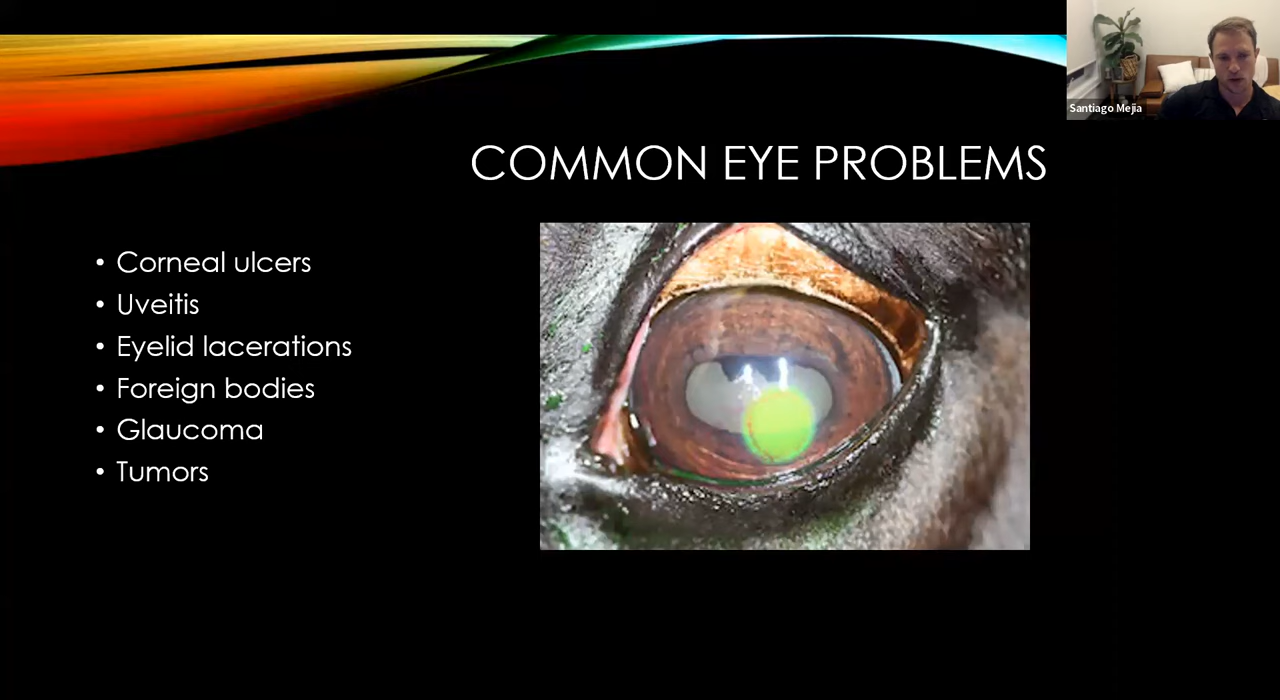 Santiago Mejia
COMMON EYE PROBLEMS
• Corneal ulcers
• Uveitis
• Eyelid lacerations
• Foreign bodies
• Glaucoma
• Tumors